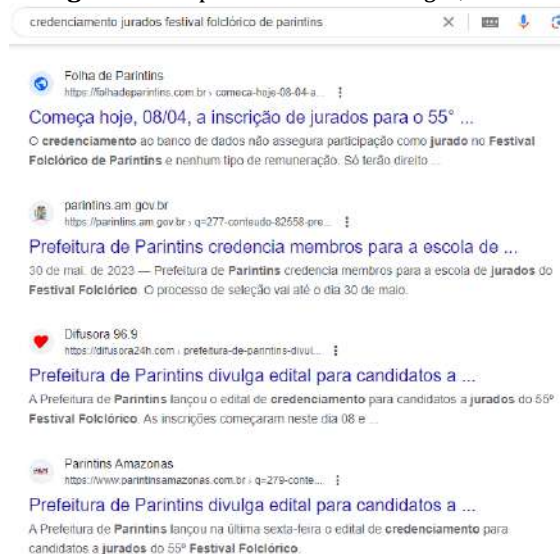 credenciamento jurados festival folclórico de parintins
Folha de Parintins
https://folhadeparintins.com.br › comeca-hoje-08-04-a...
Começa hoje, 08/04, a inscrição de jurados para o 55° ...
O credenciamento ao banco de dados não assegura participação como jurado no Festival
Folclórico de Parintins e nenhum tipo de remuneração. Só terão direito ...
parintins.am.gov.br
https://parintins.am.gov.br › q=277-conteudo-82558-pre...
Prefeitura de Parintins credencia membros para a escola de ...
30 de mai. de 2023 — Prefeitura de Parintins credencia membros para a escola de jurados do
Festival Folclórico. O processo de seleção vai até o dia 30 de maio.
Difusora 96.9
https://difusora24h.com › prefeitura-de-parintins-divul...
Prefeitura de Parintins divulga edital para candidatos a ...
A Prefeitura de Parintins lançou o edital de credenciamento para candidatos a jurados do 55º
Festival Folclórico. As inscrições começaram neste dia 08 e ...
Parintins Amazonas
https://www.parintinsamazonas.com.br › q=279-conte...
Prefeitura de Parintins divulga edital para candidatos a ...
A Prefeitura de Parintins lançou na última sexta-feira o edital de credenciamento para
candidatos a jurados do 55º Festival Folclórico.